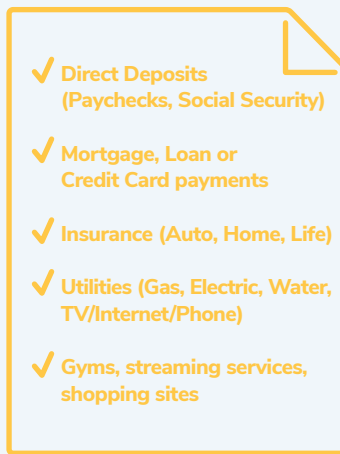 Direct Deposits
(Paychecks, Social Security)
Mortgage, Loan or
Credit Card payments
Insurance (Auto, Home, Life)
Utilities (Gas, Electric, Water,
TV/Internet/Phone)
Gyms, streaming services,
shopping sites